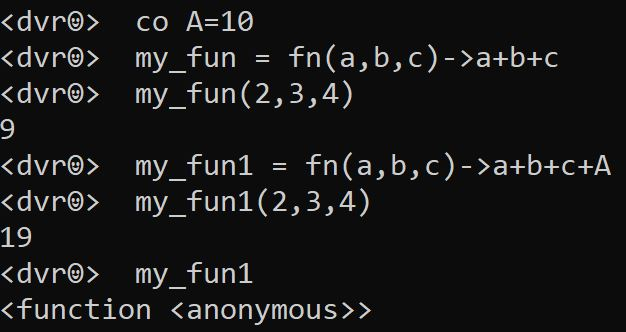 <dvr☻>  co A=10
<dvr☻>  my_fun = fn(a,b,c)->a+b+c
<dvr☻>  my_fun(2,3,4)
9
<dvr☻>  my_fun1 = fn(a,b,c)->a+b+c+A
<dvr☻>  my_fun1(2,3,4)
19
<dvr☻>  my_fun1
<function <anonymous>>